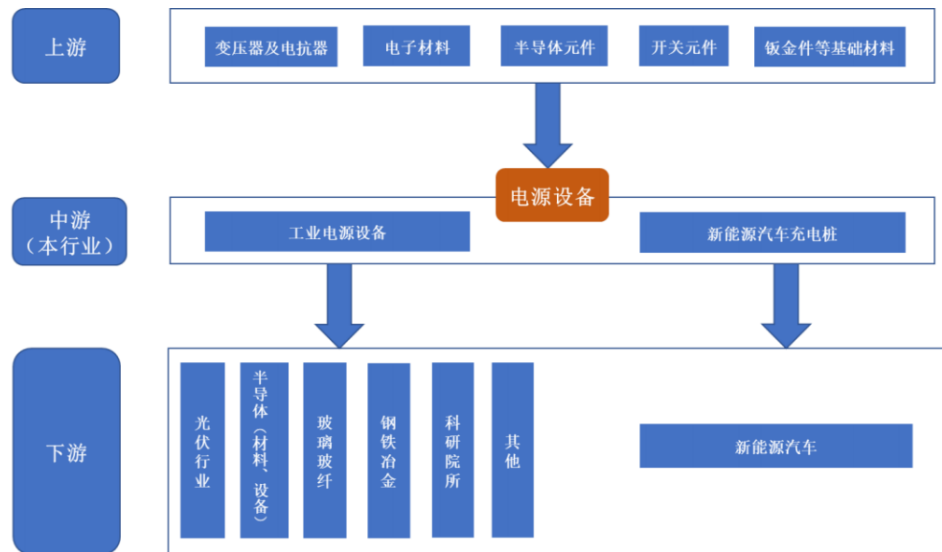 上游
变压器及电抗器
电子材料
半导体元件
开关元件
钣金件等基础材料
电源设备
中游
（本行业）
工业电源设备
新能源汽车充电桩
下游
光伏行业
半导体（材料、设备）
玻璃玻纤
钢铁冶金
科研院所
其他
新能源汽车